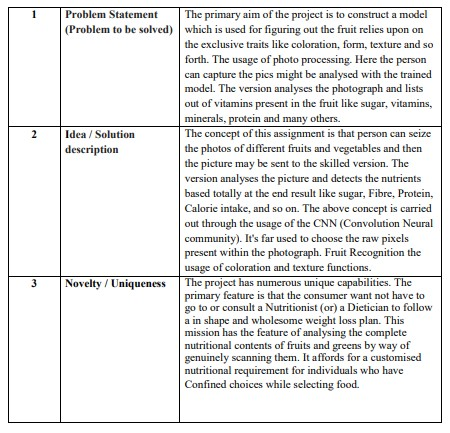 1 Problem Statement The primary aim of the project is to construct a model
(Problem to be solved) which is used for figuring out the fruit relies upon on
the exclusive traits like coloration, form, texture and so
forth. The usage of photo processing. Here the person
can capture the pics might be analysed with the trained
model. The version analyses the photograph and lists
out of vitamins present in the fruit like sugar, vitamins,
minerals, protein and many others.
2 Idea / Solution The concept of this assignment is that person can seize
description the photos of different fruits and vegetables and then
the picture may be sent to the skilled version. The
version analyses the picture and detects the nutrients
based totally at the end result like sugar, Fibre, Protein,
Calorie intake, and so on. The above concept is carried
out through the usage of the CNN (Convolution Neural
community). It's far used to choose the raw pixels
present within the photograph. Fruit Recognition the
usage of coloration and texture functions.
3 Novelty / Uniqueness The project has numerous unique capabilities. The
primary feature is that the consumer want not have to
go to or consult a Nutritionist (or) a Dietician to follow
a in shape and wholesome weight loss plan. This
mission has the feature of analysing the complete
nutritional contents of fruits and greens by way of
genuinely scanning them. It affords for a customised
nutritional requirement for individuals who have
Confined choices while selecting food.